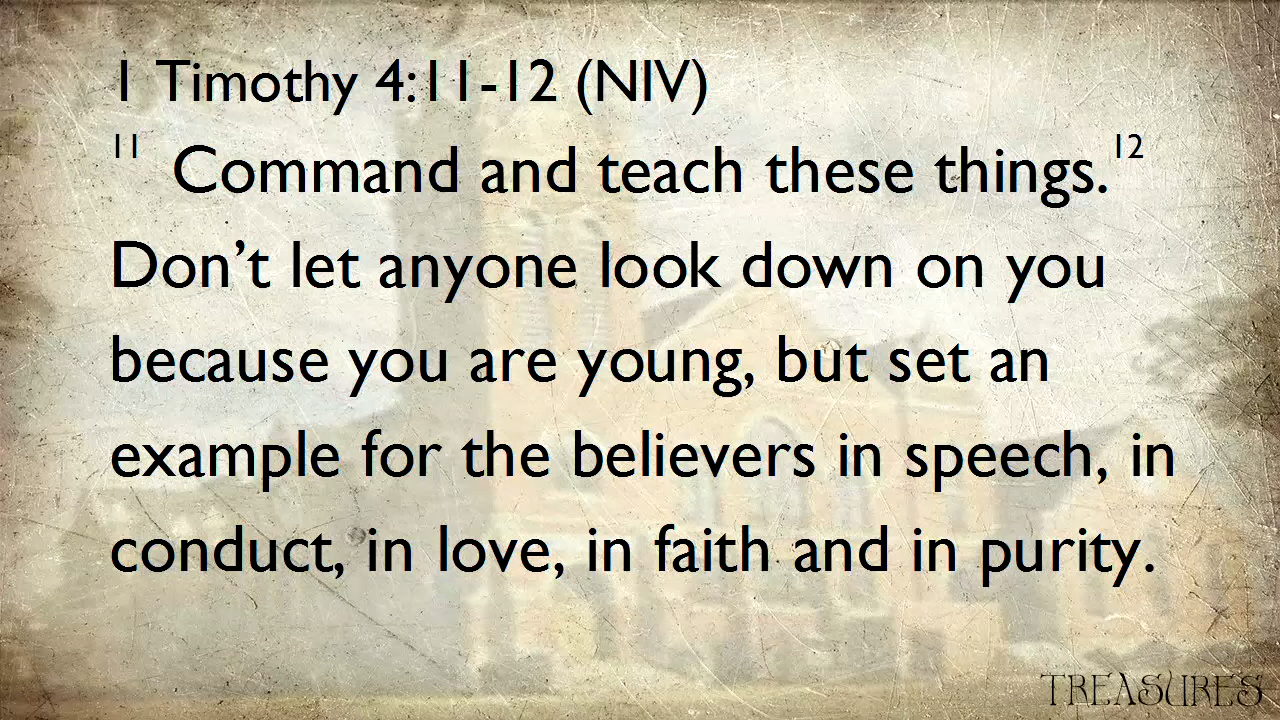 1 Timothy 4:11-12 (NIV)
11 Command and teach these things. 12
Don’t let anyone look down on you
because you are young, but set an
example for the believers in speech, in
conduct, in love, in faith and in purity.
TREASURES